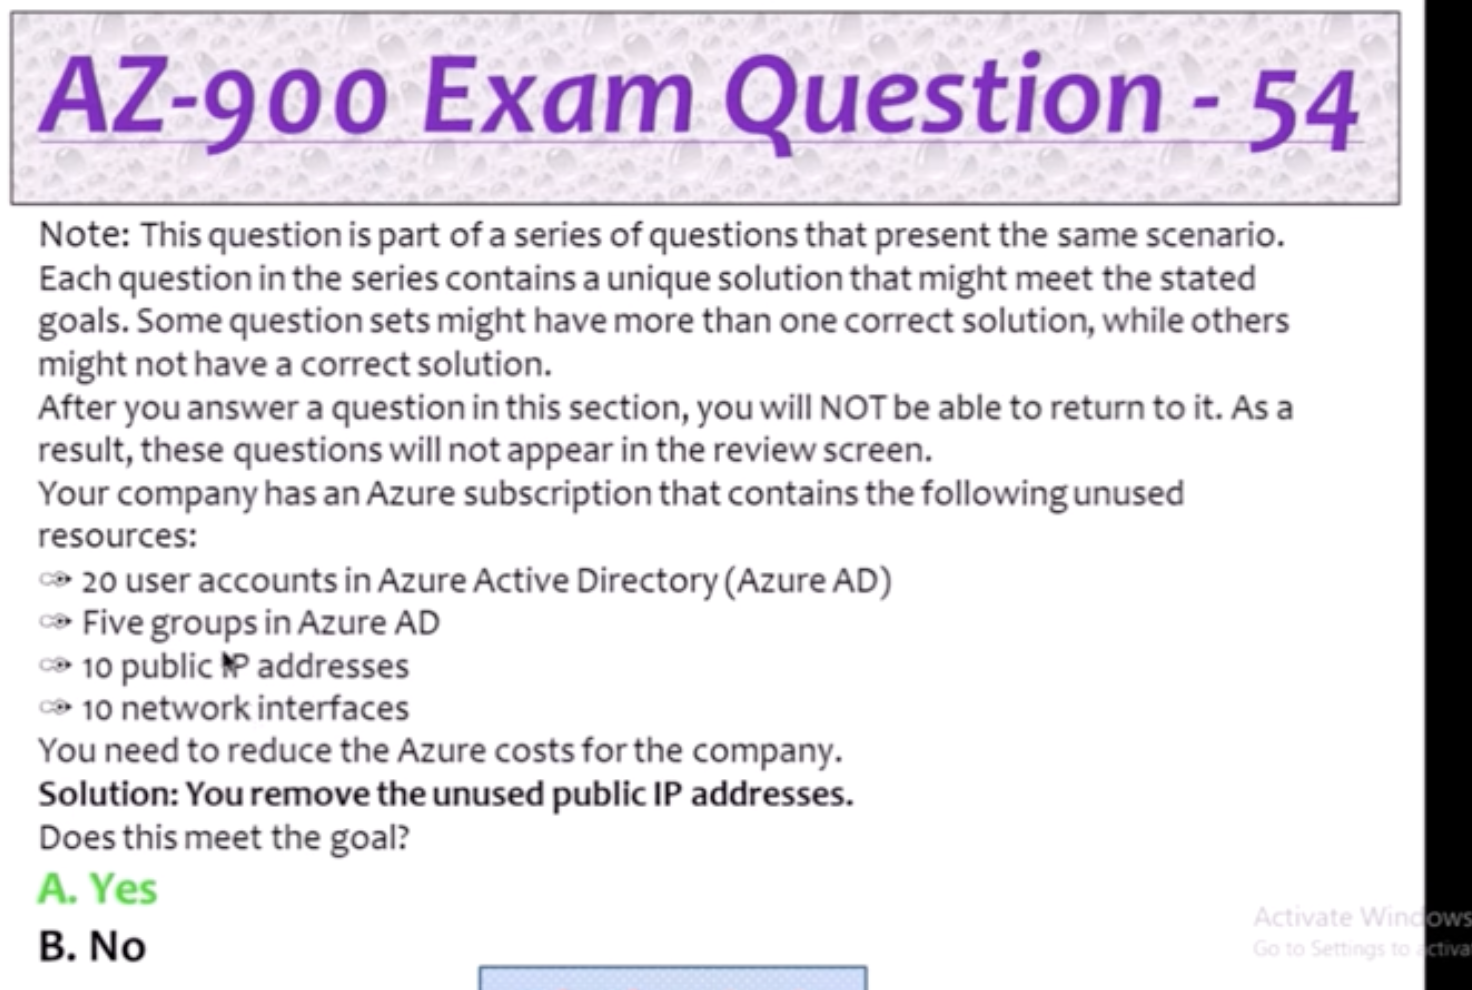 AZ-900 Exam Question - 54
Note: This question is part of a series of questions that present the same scenario.
Each question in the series contains a unique solution that might meet the stated
goals. Some question sets might have more than one correct solution, while others
might not have a correct solution.
After you answer a question in this section, you will NOT be able to return to it. As a
result, these questions will not appear in the review screen.
Your company has an Azure subscription that contains the following unused
resources:
20 user accounts in Azure Active Directory (Azure AD)
Five groups in Azure AD
10 public IP addresses
10 network interfaces
You need to reduce the Azure costs for the company.
Solution: You remove the unused public IP addresses.
Does this meet the goal?
A. Yes
B. No
Activate Windows
Go to Settings to activa